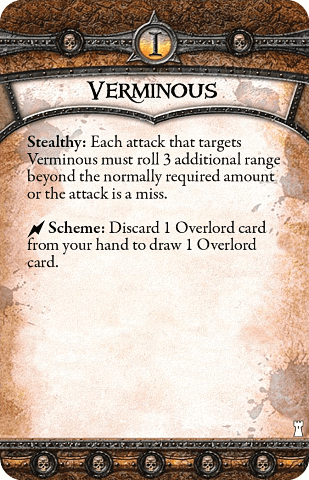 I
Verminous
Stealthy: Each attack that targets
Verminous must roll 3 additional range
beyond the normally required amount
or the attack is a miss.
Scheme: Discard 1 Overlord card
from your hand to draw 1 Overlord
card.